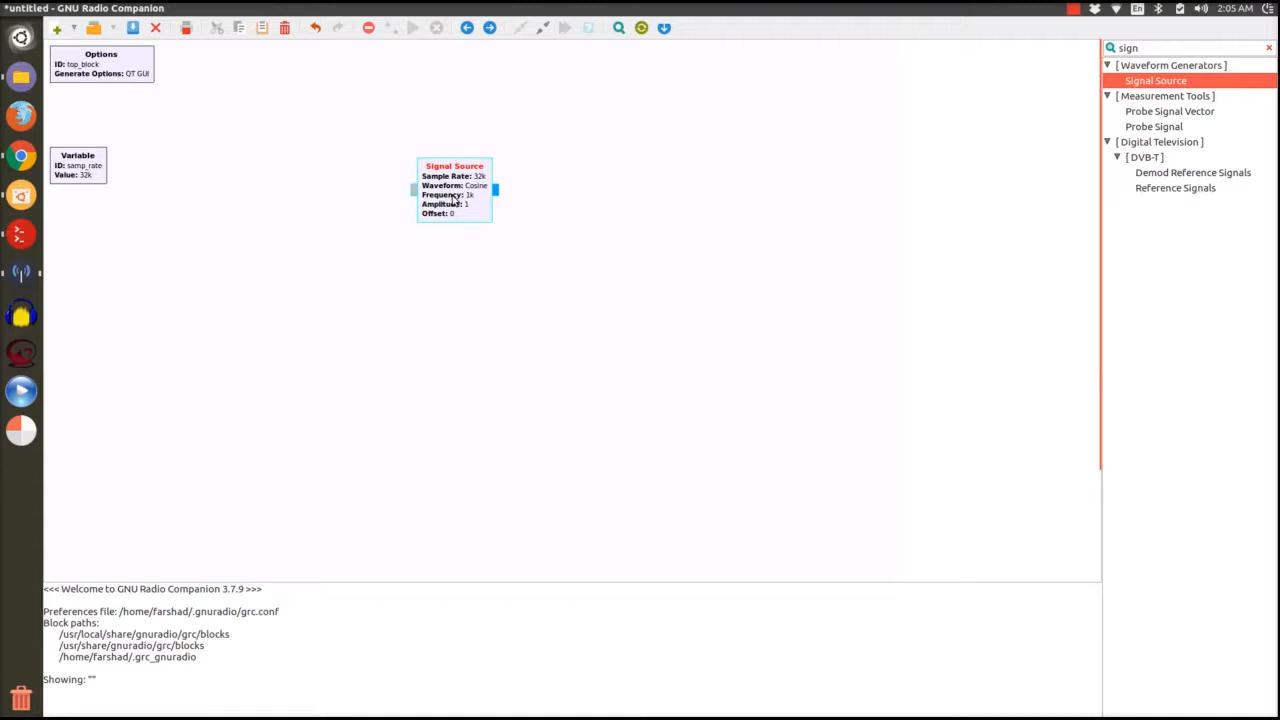 *untitled - GNU Radio Companion
En
2:05 AM
sign
Options
ID: top_block
Generate Options: QT GUI
Variable
ID: samp_rate
Value: 32k
Signal Source
Sample Rate: 32k
Waveform: Cosine
Frequency: 1k
Amplitude: 1
Offset: 0
[ Waveform Generators ]
Signal Source
[ Measurement Tools ]
Probe Signal Vector
Probe Signal
[ Digital Television ]
[ DVB-T ]
Demod Reference Signals
Reference Signals
<<< Welcome to GNU Radio Companion 3.7.9 >>>
Preferences file: /home/farshad/.gnuradio/grc.conf
Block paths:
/usr/local/share/gnuradio/grc/blocks
/usr/share/gnuradio/grc/blocks
/home/farshad/.grc_gnuradio
Showing: ""